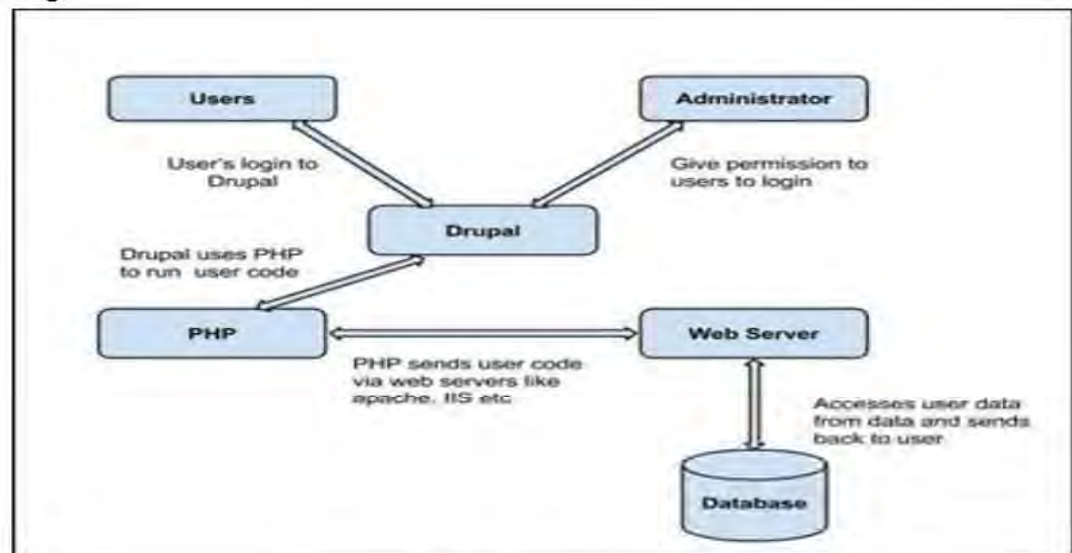 Users
Administrator
User's login to
Drupal
Give permission to
users to login
Drupal
Drupal uses PHP
to run user code
PHP
Web Server
PHP sends user code
via web servers like
apache, IIS etc
Accesses user data
from data and sends
back to user
Database